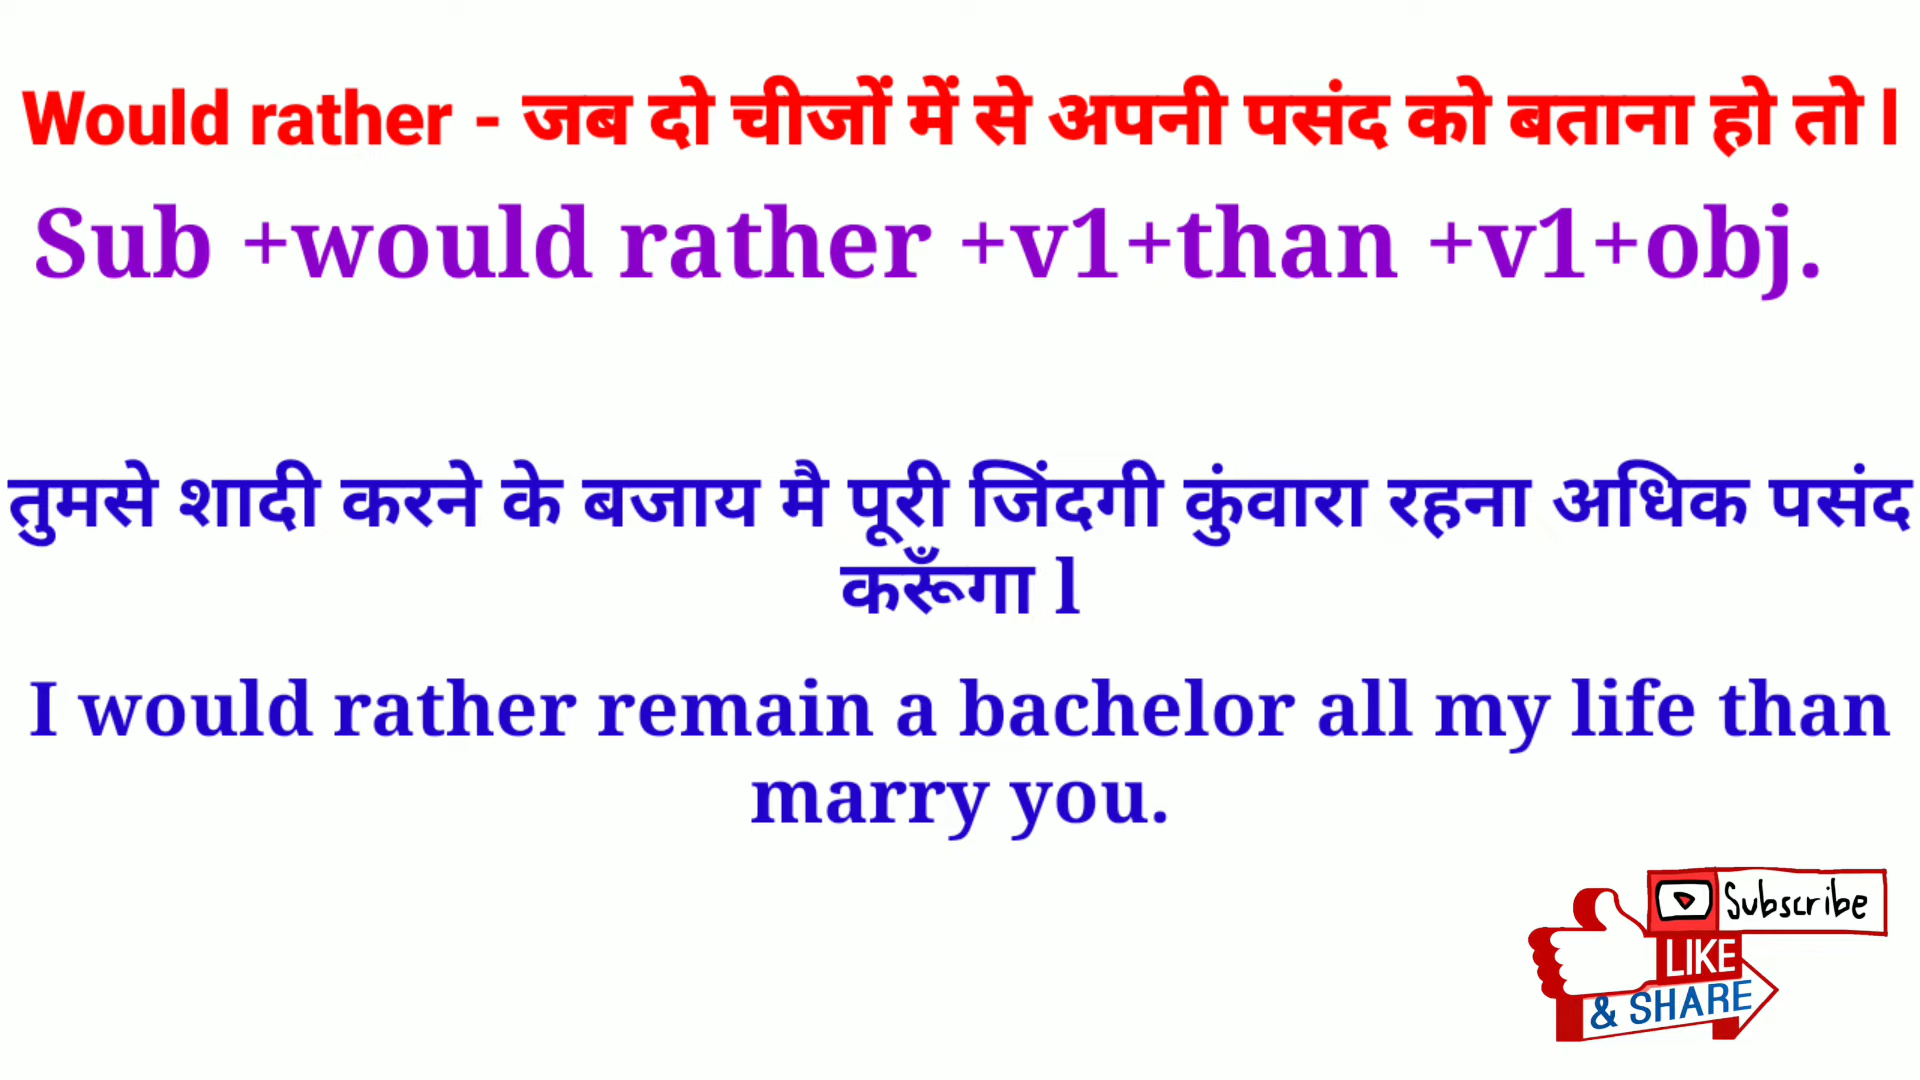 Would rather - जब दो चीजों में से अपनी पसंद को बताना हो तो l
Sub +would rather +v1+than +v1+obj.
तुमसे शादी करने के बजाय मै पूरी जिंदगी कुंवारा रहना अधिक पसंद
करूँगा l
I would rather remain a bachelor all my life than
marry you.
Subscribe
LIKE
& SHARE